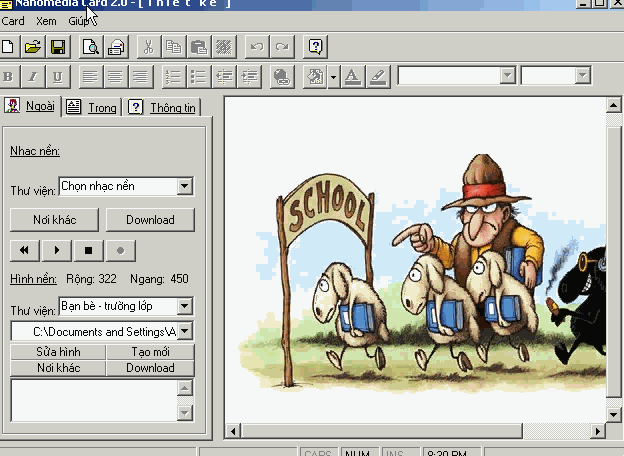 Nanomedia Card 2.0 - [ Thiết kế ]
Card Xem Giúp
B I U A
Ngoài Trong Thông tin
Nhạc nền:
Thư viện: Chọn nhạc nền
Nơi khác Download
Hình nền: Rộng: 322 Ngang: 450
Thư viện: Bạn bè - trường lớp
C:\Documents and Settings\A
Sửa hình Tạo mới
Nơi khác Download
SCHOOL
CAPS NUM INS 8:30 PM